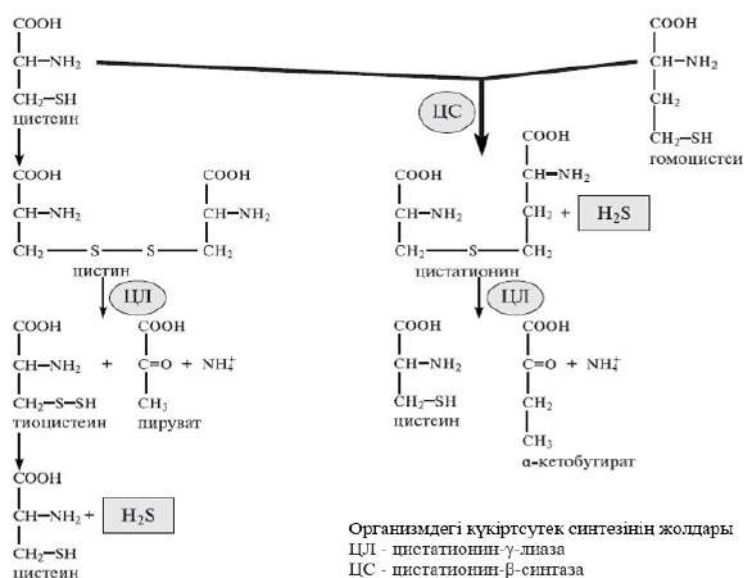 COOH
CH–NH₂
CH₂–SH
цистеин
ЦС
COOH
CH–NH₂
CH₂
CH₂–SH
гомоцистеи
COOH
CH–NH₂
CH₂ — S — S — CH₂
COOH
CH–NH₂
цистин
COOH
CH–NH₂
CH₂ — S — CH₂
COOH
CH–NH₂
CH₂ + H₂S
цистатионин
ЦЛ
COOH
CH–NH₂
CH₂–S–SH
тиоцистеин
+
COOH
C=O + NH₄⁺
CH₃
пируват
ЦЛ
COOH
CH–NH₂
CH₂–SH
цистеин
+
COOH
C=O + NH₄⁺
CH₂
CH₃
α-кетобутират
COOH
CH–NH₂ + H₂S
CH₂–SH
цистеин
Организмдегі күкіртсутек синтезінің жолдары
ЦЛ - цистатионин-γ-лиаза
ЦС - цистатионин-β-синтаза